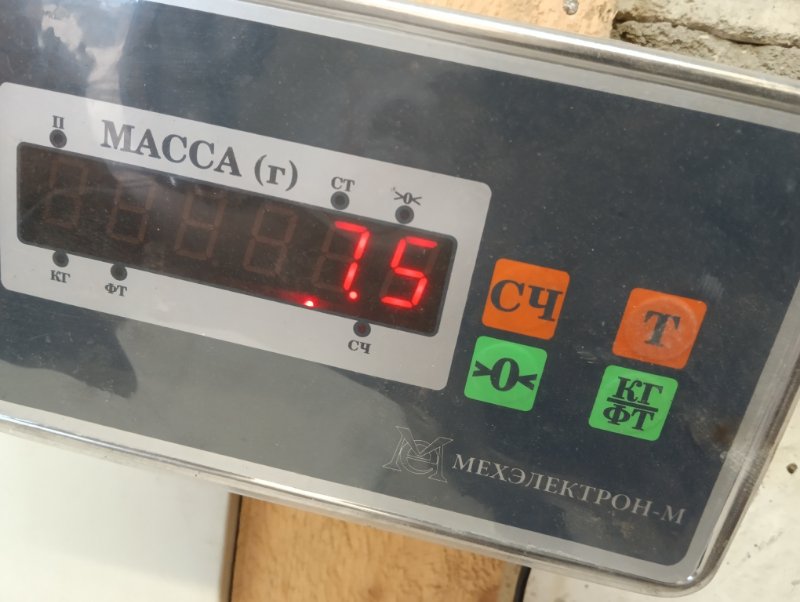 П
МАССА (г)
СТ
>0<
.7.5
КГ
ФТ
СЧ
СЧ
Т
>0<
КГ
ФТ
МЕХЭЛЕКТРОН-М